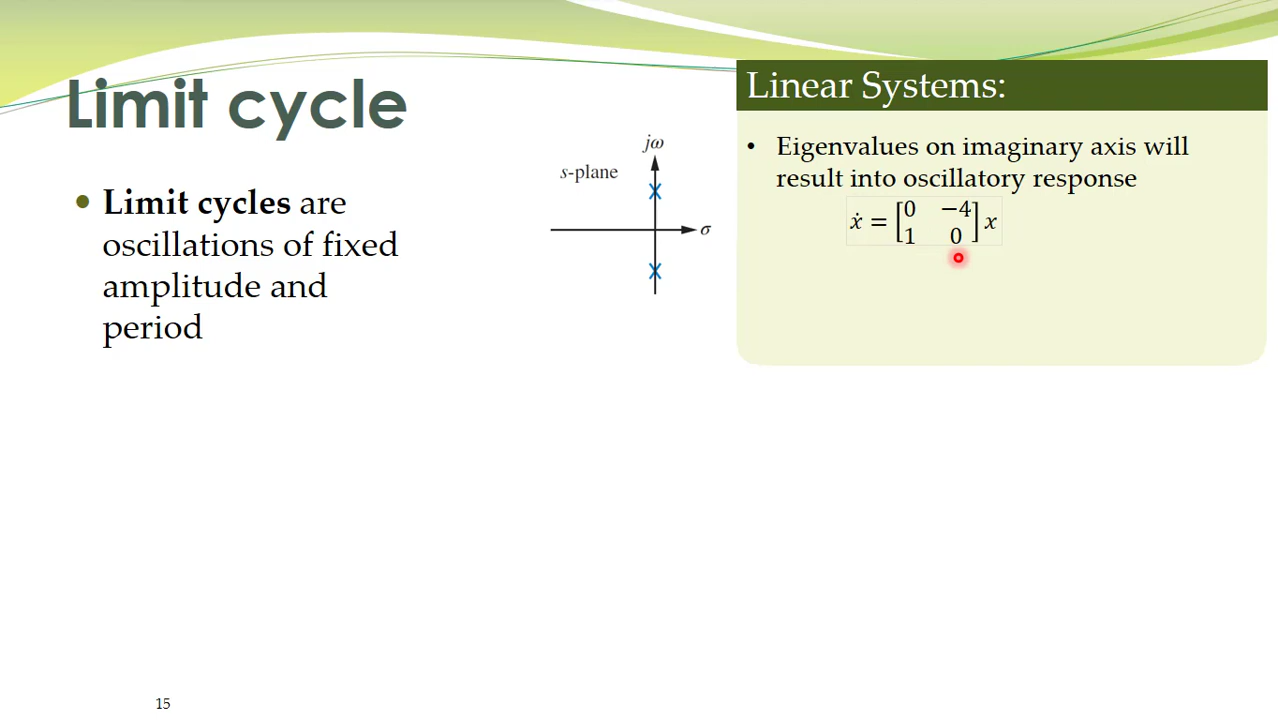 Limit cycle
• Limit cycles are
oscillations of fixed
amplitude and
period
jω
s-plane
σ
Linear Systems:
• Eigenvalues on imaginary axis will
result into oscillatory response
ẋ = [0 −4
1 0] x
15